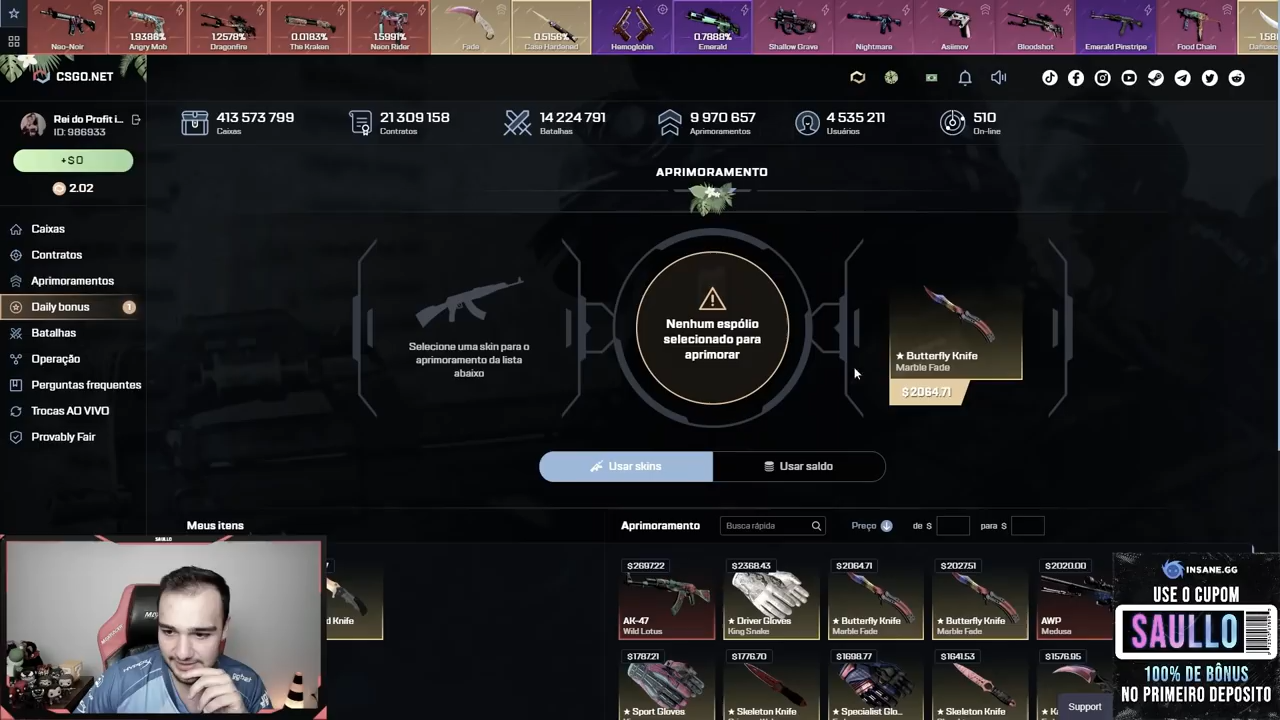 Neo-Noir
1.9386%
Angry Mob
1.2578%
Dragonfire
0.0183%
The Kraken
1.5991%
Neon Rider
Fade
0.5156%
Case Hardened
Hemoglobin
0.7888%
Emerald
Shallow Grave
Nightmare
Asiimov
Bloodshot
Emerald Pinstripe
Food Chain
CSGO.NET
Rei do Profit i...
ID: 986933
+$0
2.02
413 573 799
Caixas
21 309 158
Contratos
14 224 791
Batalhas
9 970 657
Aprimoramentos
4 535 211
Usuários
510
On-line
Caixas
Contratos
Aprimoramentos
Daily bonus
1
Batalhas
Operação
Perguntas frequentes
Trocas AO VIVO
Provably Fair
APRIMORAMENTO
Selecione uma skin para o
aprimoramento da lista
abaixo
Nenhum espólio
selecionado para
aprimorar
★ Butterfly Knife
Marble Fade
$2064.71
Usar skins
Usar saldo
Meus itens
Aprimoramento
Busca rápida
Preço
de $
para $
$2697.22
AK-47
Wild Lotus
$2368.43
★ Driver Gloves
King Snake
$2064.71
★ Butterfly Knife
Marble Fade
$2027.51
★ Butterfly Knife
Marble Fade
$2020.00
AWP
Medusa
$1787.21
★ Sport Gloves
$1776.70
★ Skeleton Knife
$1698.77
★ Specialist Glo...
$1641.53
★ Skeleton Knife
$1576.95
Support
SAULLO
INSANE.GG
USE O CUPOM
SAULLO
100% DE BÔNUS
NO PRIMEIRO DEPOSITO